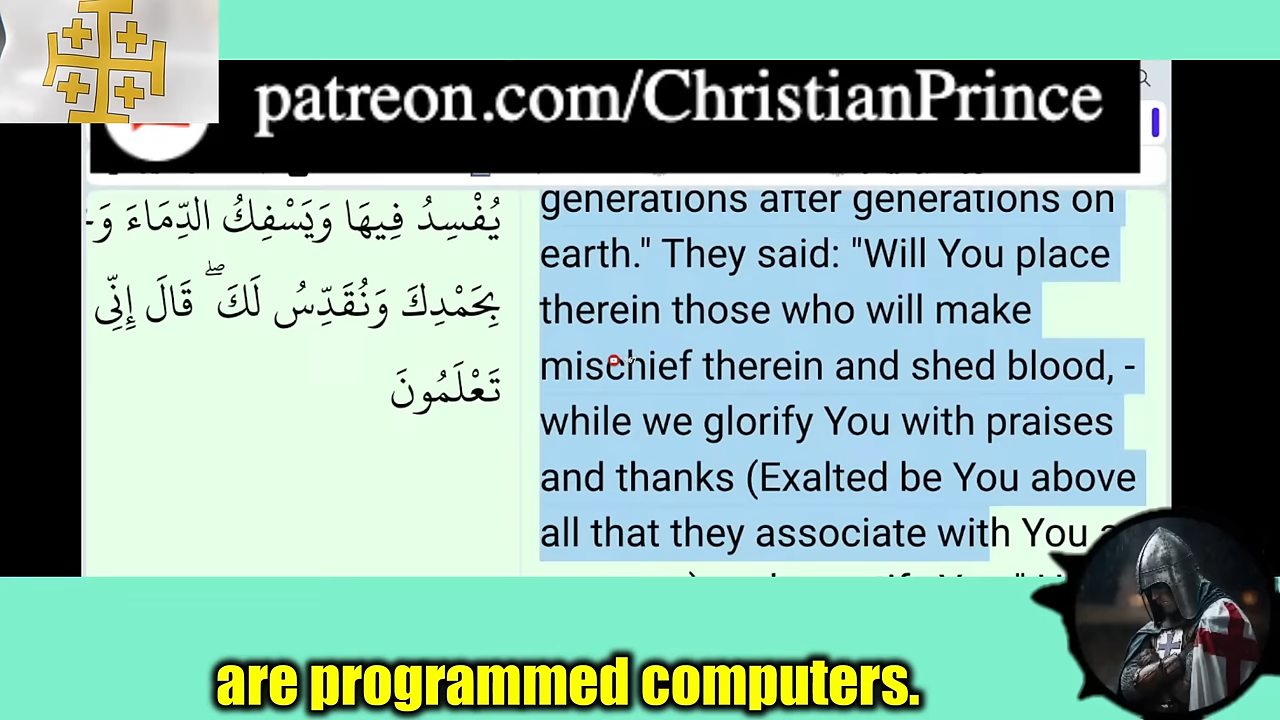 patreon.com/ChristianPrince
يُفْسِدُ فِيهَا وَيَسْفِكُ الدِّمَاءَ
بِحَمْدِكَ وَنُقَدِّسُ لَكَ ۖ قَالَ إِنِّي
تَعْلَمُونَ
generations after generations on
earth." They said: "Will You place
therein those who will make
mischief therein and shed blood, -
while we glorify You with praises
and thanks (Exalted be You above
all that they associate with You
are programmed computers.